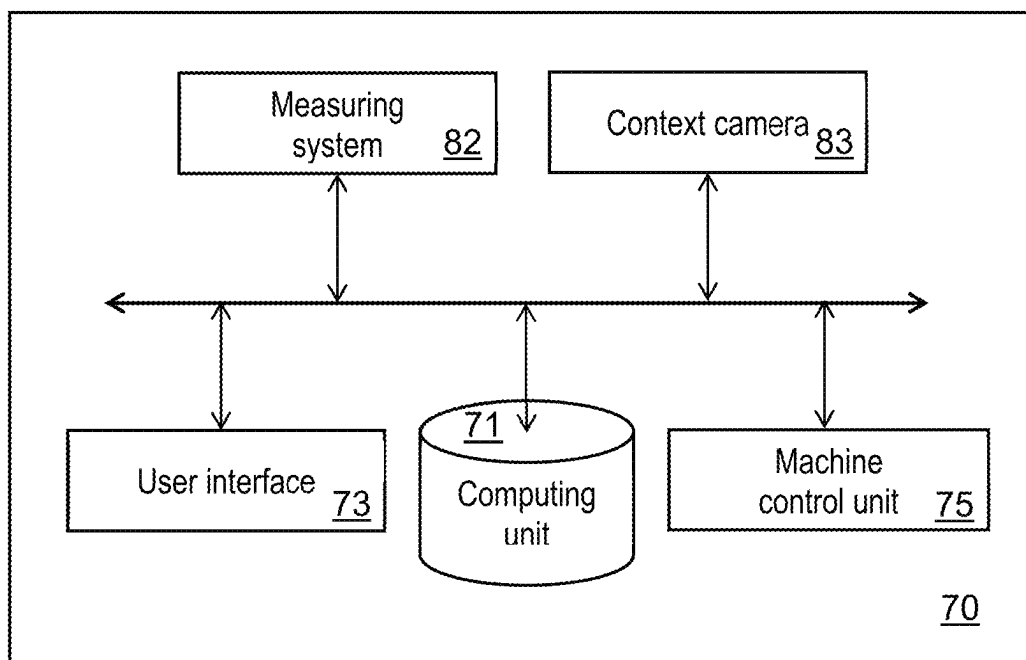 Measuring
system 82
Context camera
83
71
User interface
73
Computing
unit
Machine
control unit 75
70